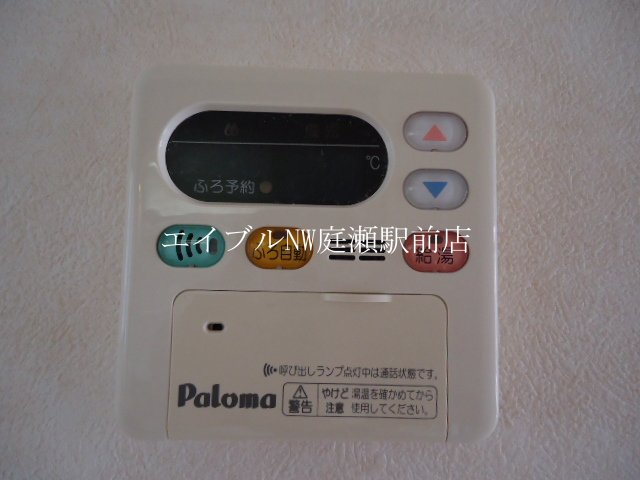 ℃
ふろ予約
エイブルNW庭瀬駅前店
ふろ自動
給湯
呼び出しランプ点灯中は通話状態です。
Paloma
警告
やけど注意
湯温を確かめてから
使用してください。